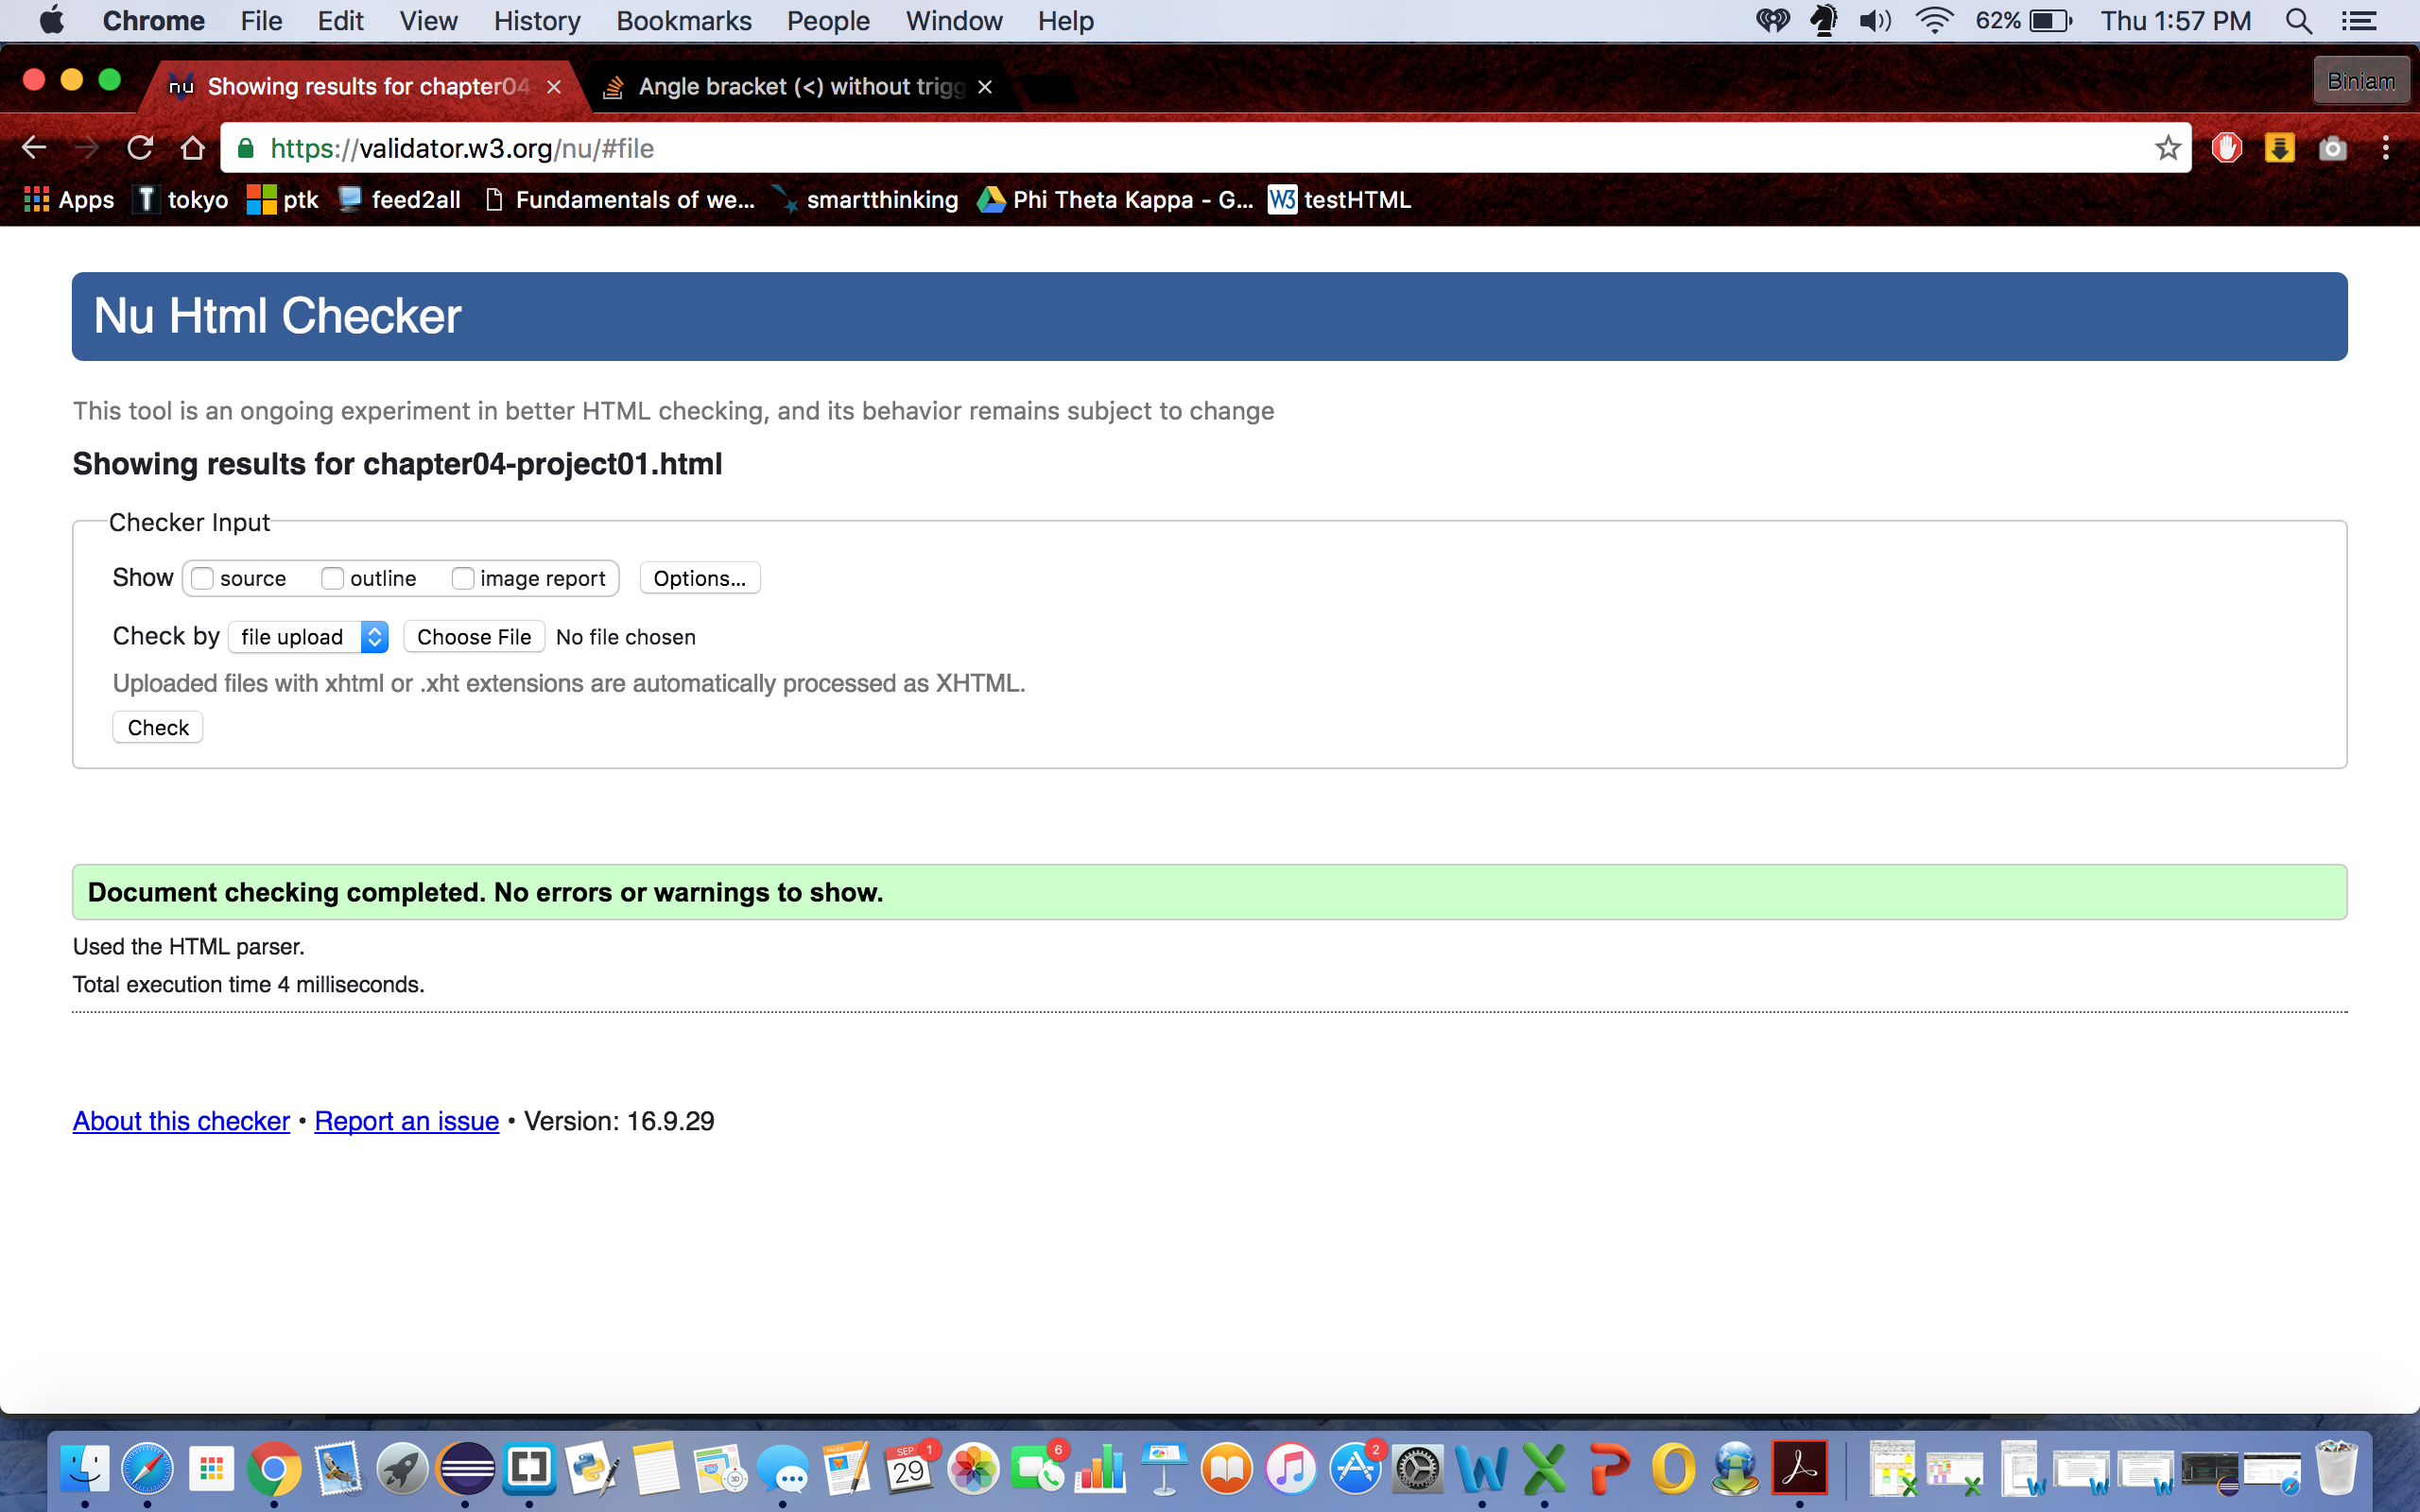 Chrome File Edit View History Bookmarks People Window Help 62% Thu 1:57 PM
nu Showing results for chapter04 Angle bracket (<) without trigg Biniam
https://validator.w3.org/nu/#file
Apps T tokyo ptk feed2all Fundamentals of we... smartthinking Phi Theta Kappa - G... W3 testHTML
Nu Html Checker
This tool is an ongoing experiment in better HTML checking, and its behavior remains subject to change
Showing results for chapter04-project01.html
Checker Input
Show source outline image report Options...
Check by file upload Choose File No file chosen
Uploaded files with xhtml or .xht extensions are automatically processed as XHTML.
Check
Document checking completed. No errors or warnings to show.
Used the HTML parser.
Total execution time 4 milliseconds.
About this checker • Report an issue • Version: 16.9.29
PAGES SEP 29 1 6 3D 2